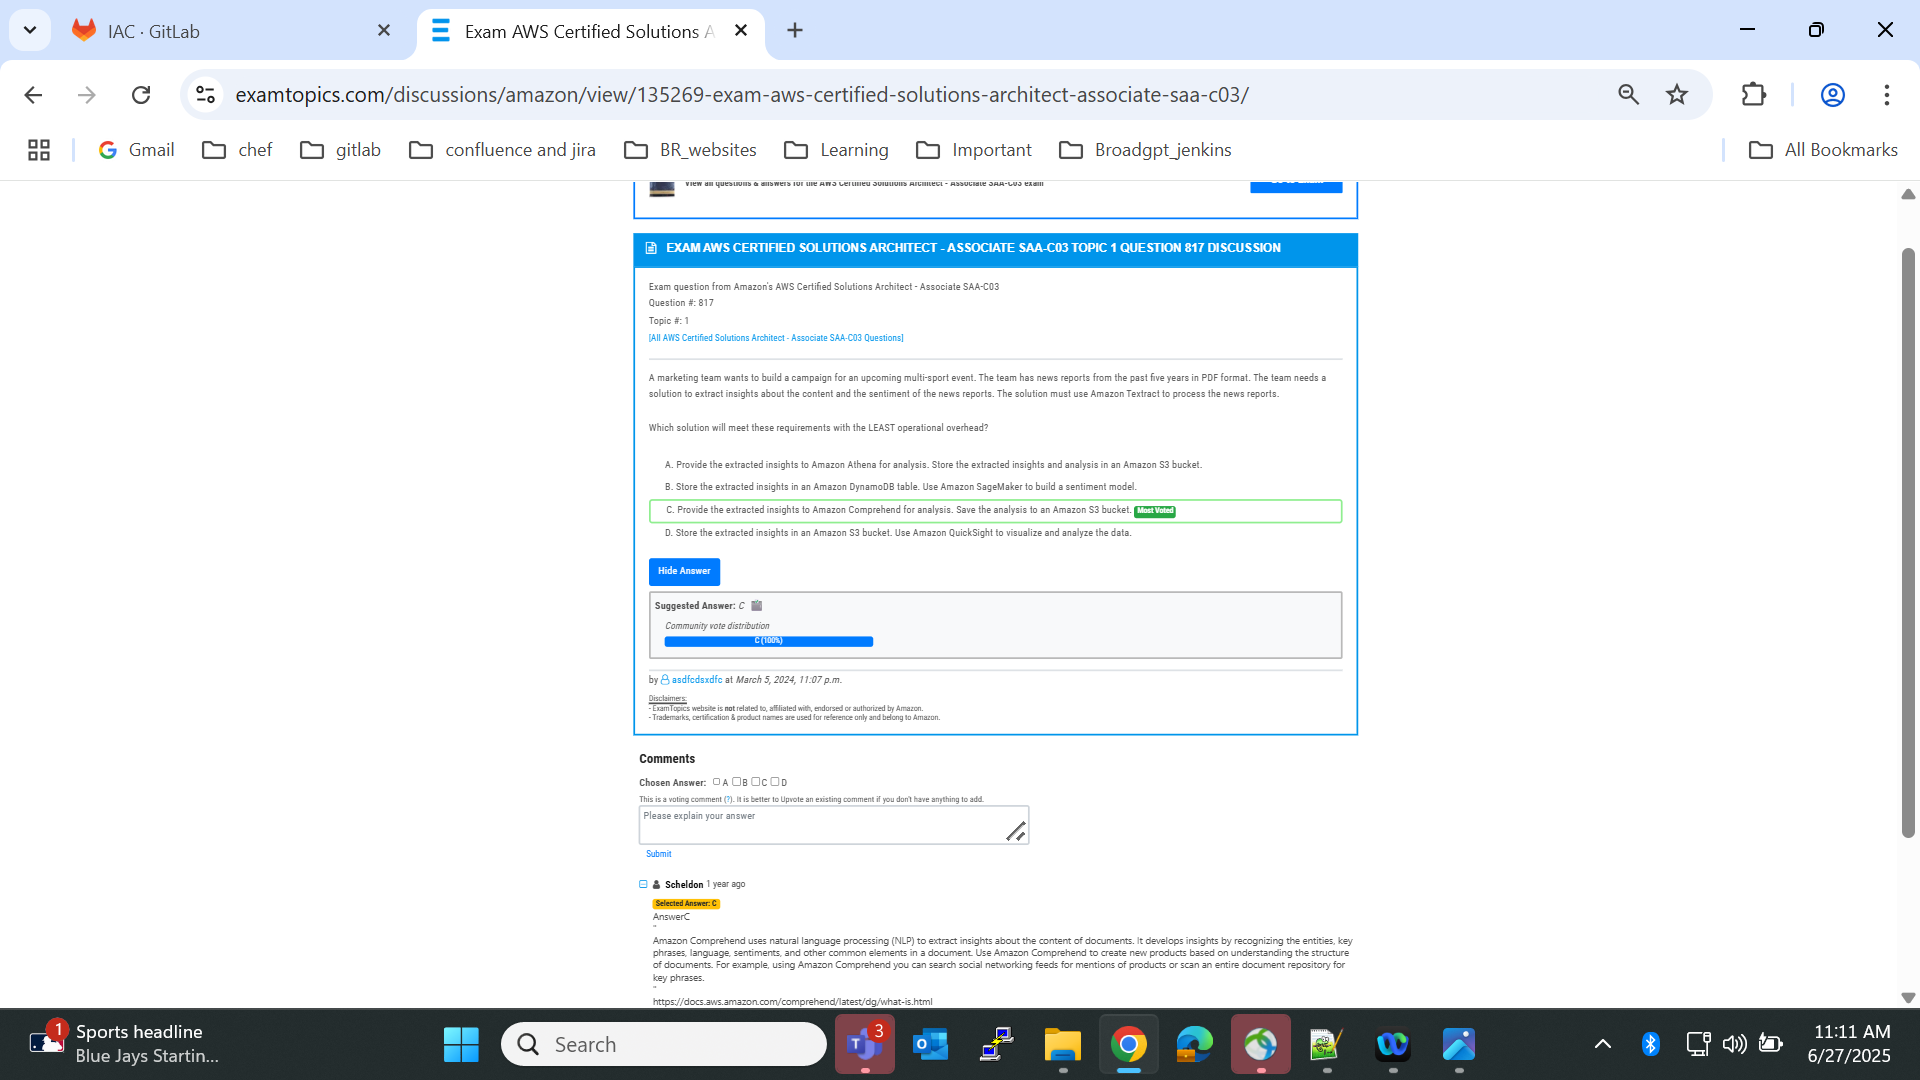 IAC · GitLab
Exam AWS Certified Solutions A
examtopics.com/discussions/amazon/view/135269-exam-aws-certified-solutions-architect-associate-saa-c03/
Gmail
chef
gitlab
confluence and jira
BR_websites
Learning
Important
Broadgpt_jenkins
All Bookmarks
View all questions & answers for the AWS Certified Solutions Architect - Associate SAA-C03 exam
EXAM AWS CERTIFIED SOLUTIONS ARCHITECT - ASSOCIATE SAA-C03 TOPIC 1 QUESTION 817 DISCUSSION
Exam question from Amazon's AWS Certified Solutions Architect - Associate SAA-C03
Question #: 817
Topic #: 1
[All AWS Certified Solutions Architect - Associate SAA-C03 Questions]
A marketing team wants to build a campaign for an upcoming multi-sport event. The team has news reports from the past five years in PDF format. The team needs a
solution to extract insights about the content and the sentiment of the news reports. The solution must use Amazon Textract to process the news reports.
Which solution will meet these requirements with the LEAST operational overhead?
A. Provide the extracted insights to Amazon Athena for analysis. Store the extracted insights and analysis in an Amazon S3 bucket.
B. Store the extracted insights in an Amazon DynamoDB table. Use Amazon SageMaker to build a sentiment model.
C. Provide the extracted insights to Amazon Comprehend for analysis. Save the analysis to an Amazon S3 bucket. Most Voted
D. Store the extracted insights in an Amazon S3 bucket. Use Amazon QuickSight to visualize and analyze the data.
Hide Answer
Suggested Answer: C
Community vote distribution
C (100%)
by asdfcdsxdfc at March 5, 2024, 11:07 p.m.
Disclaimers:
- ExamTopics website is not related to, affiliated with, endorsed or authorized by Amazon.
- Trademarks, certification & product names are used for reference only and belong to Amazon.
Comments
Chosen Answer: A B C D
This is a voting comment (?). It is better to Upvote an existing comment if you don't have anything to add.
Please explain your answer
Submit
Scheldon 1 year ago
Selected Answer: C
AnswerC
"
Amazon Comprehend uses natural language processing (NLP) to extract insights about the content of documents. It develops insights by recognizing the entities, key
phrases, language, sentiments, and other common elements in a document. Use Amazon Comprehend to create new products based on understanding the structure
of documents. For example, using Amazon Comprehend you can search social networking feeds for mentions of products or scan an entire document repository for
key phrases.
"
https://docs.aws.amazon.com/comprehend/latest/dg/what-is.html
1
Sports headline
Blue Jays Startin...
Search
3
11:11 AM
6/27/2025